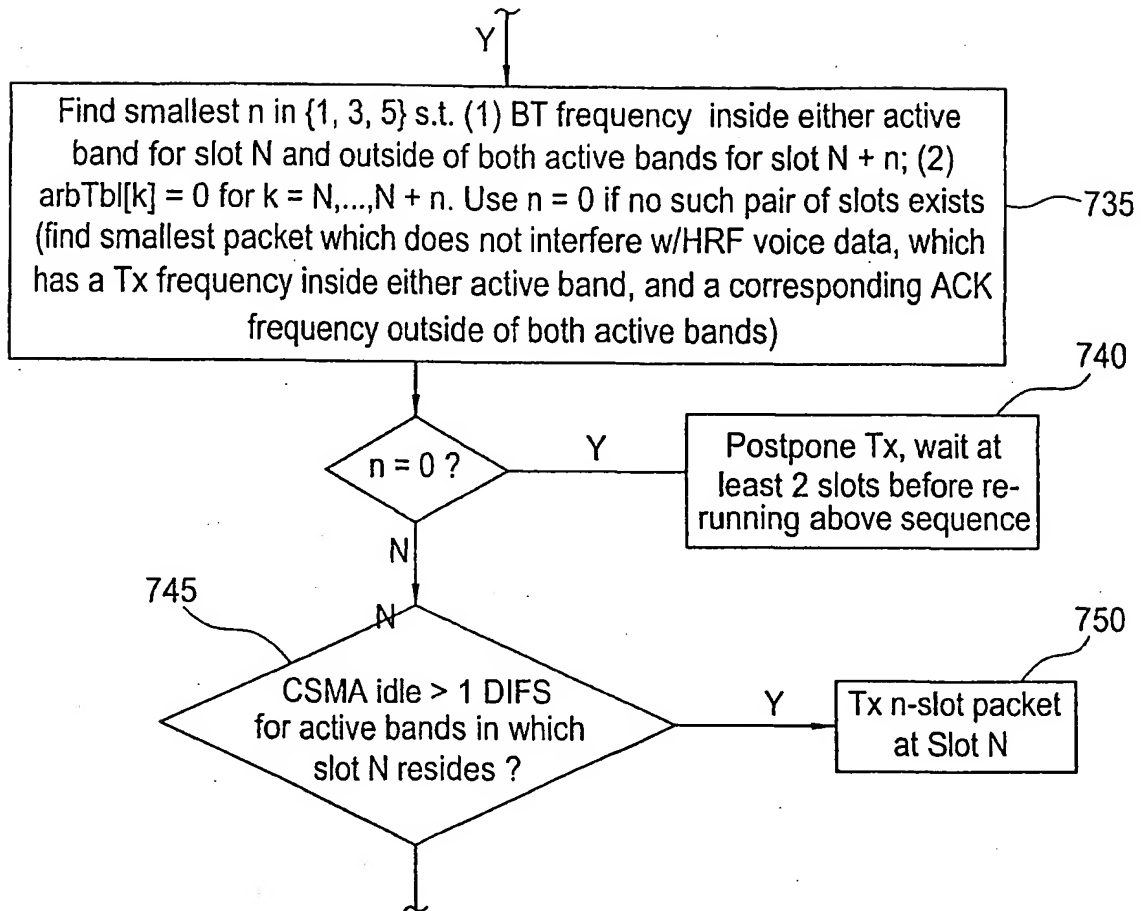 Y
Find smallest n in {1, 3, 5} s.t. (1) BT frequency inside either active
band for slot N and outside of both active bands for slot N + n; (2)
arbTbl[k] = 0 for k = N,...,N + n. Use n = 0 if no such pair of slots exists
(find smallest packet which does not interfere w/HRF voice data, which
has a Tx frequency inside either active band, and a corresponding ACK
frequency outside of both active bands)
735
740
n = 0 ?
Y
Postpone Tx, wait at
least 2 slots before re-
running above sequence
N
745
N
CSMA idle > 1 DIFS
for active bands in which
slot N resides ?
Y
750
Tx n-slot packet
at Slot N